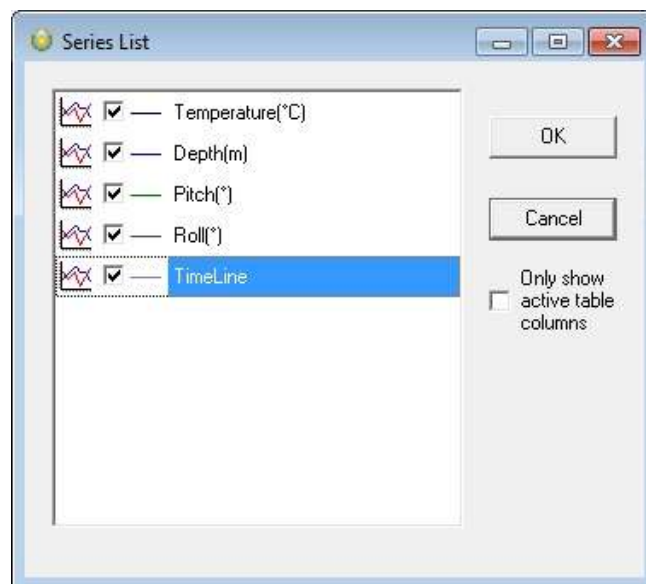 Series List
Temperature(°C)
Depth(m)
Pitch(°)
Roll(°)
TimeLine
OK
Cancel
Only show
active table
columns